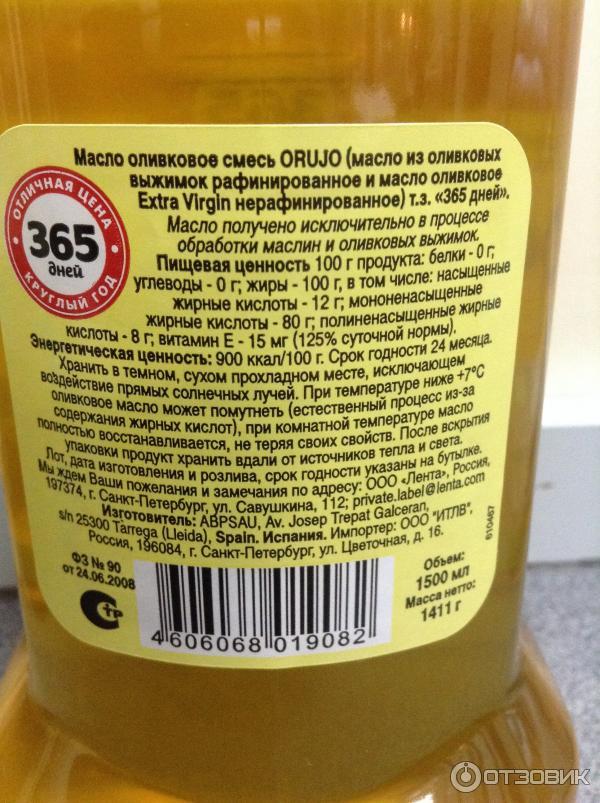 Масло оливковое смесь ORUJO (масло из оливковых
выжимок рафинированное и масло оливковое
Extra Virgin нерафинированное) т.з. «365 дней».
Масло получено исключительно в процессе
обработки маслин и оливковых выжимок.
Пищевая ценность 100 г продукта: белки - 0 г;
углеводы - 0 г; жиры - 100 г, в том числе: насыщенные
жирные кислоты - 12 г; мононенасыщенные
жирные кислоты - 80 г; полиненасыщенные жирные
кислоты - 8 г; витамин Е - 15 мг (125% суточной нормы).
Энергетическая ценность: 900 ккал/100 г. Срок годности 24 месяца.
Хранить в темном, сухом прохладном месте, исключающем
воздействие прямых солнечных лучей. При температуре ниже +7°С
оливковое масло может помутнеть (естественный процесс из-за
содержания жирных кислот), при комнатной температуре масло
полностью восстанавливается, не теряя своих свойств. После вскрытия
упаковки продукт хранить вдали от источников тепла и света.
Лот, дата изготовления и розлива, срок годности указаны на бутылке.
Мы ждем Ваши пожелания и замечания по адресу: ООО «Лента», Россия,
197374, г. Санкт-Петербург, ул. Савушкина, 112; private.label@lenta.com
Изготовитель: ABPSAU, Av. Josep Trepat Galceran,
s/n 25300 Tarrega (Lleida), Spain. Испания. Импортер: ООО "ИТЛВ",
Россия, 196084, г. Санкт-Петербург, ул. Цветочная, д. 16.
ОТЛИЧНАЯ ЦЕНА
365
дней
КРУГЛЫЙ ГОД
ФЗ № 90
от 24.06.2008
СТР
4 606068 019082
Объем:
1500 мл
Масса нетто:
1411 г
610467
ОТЗОВИК